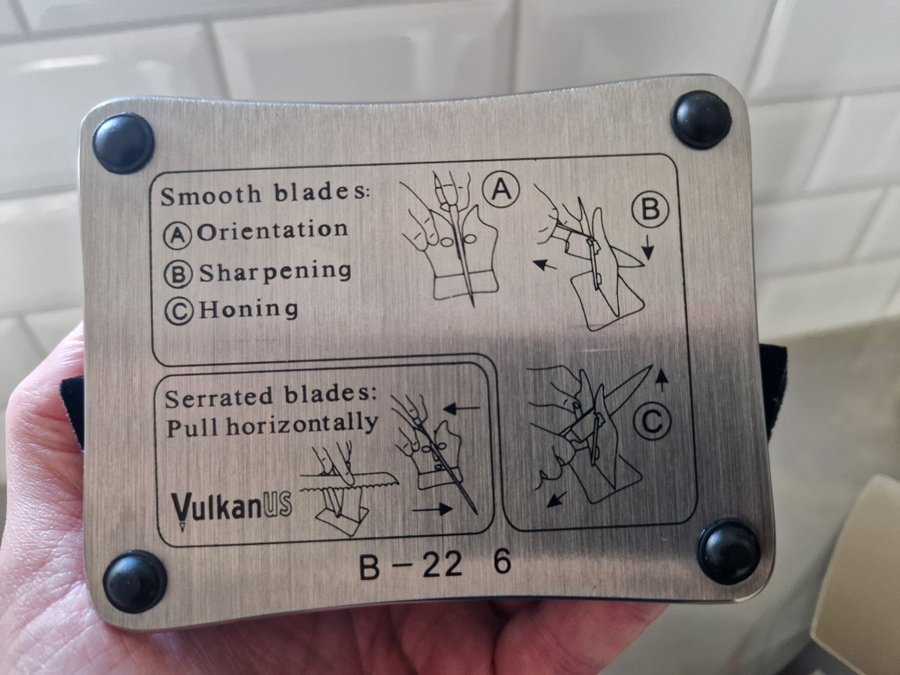 Smooth blades:
Ⓐ Orientation
Ⓑ Sharpening
Ⓒ Honing
A
B
Serrated blades:
Pull horizontally
C
VulkanUS
B-22 6